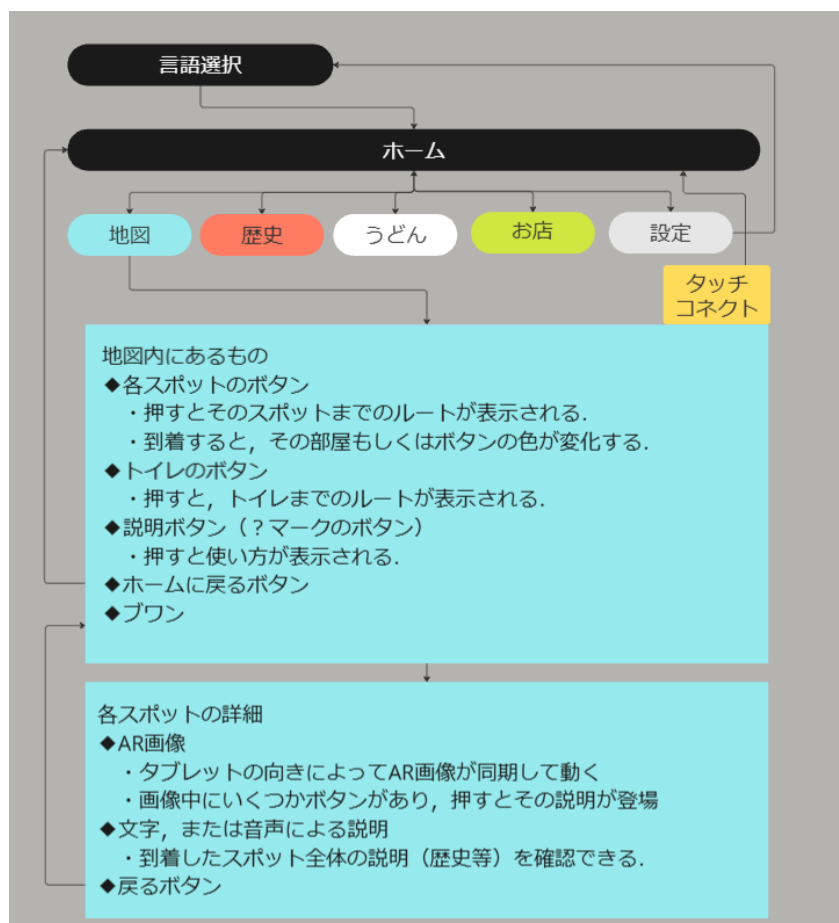 言語選択
ホーム
地図
歴史
うどん
お店
設定
タッチ
コネクト
地図内にあるもの
◆各スポットのボタン
・押すとそのスポットまでのルートが表示される.
・到着すると，その部屋もしくはボタンの色が変化する.
◆トイレのボタン
・押すと，トイレまでのルートが表示される.
◆説明ボタン（？マークのボタン）
・押すと使い方が表示される.
◆ホームに戻るボタン
◆ブワン
各スポットの詳細
◆AR画像
・タブレットの向きによってAR画像が同期して動く
・画像中にいくつかボタンがあり，押すとその説明が登場
◆文字，または音声による説明
・到着したスポット全体の説明（歴史等）を確認できる.
◆戻るボタン